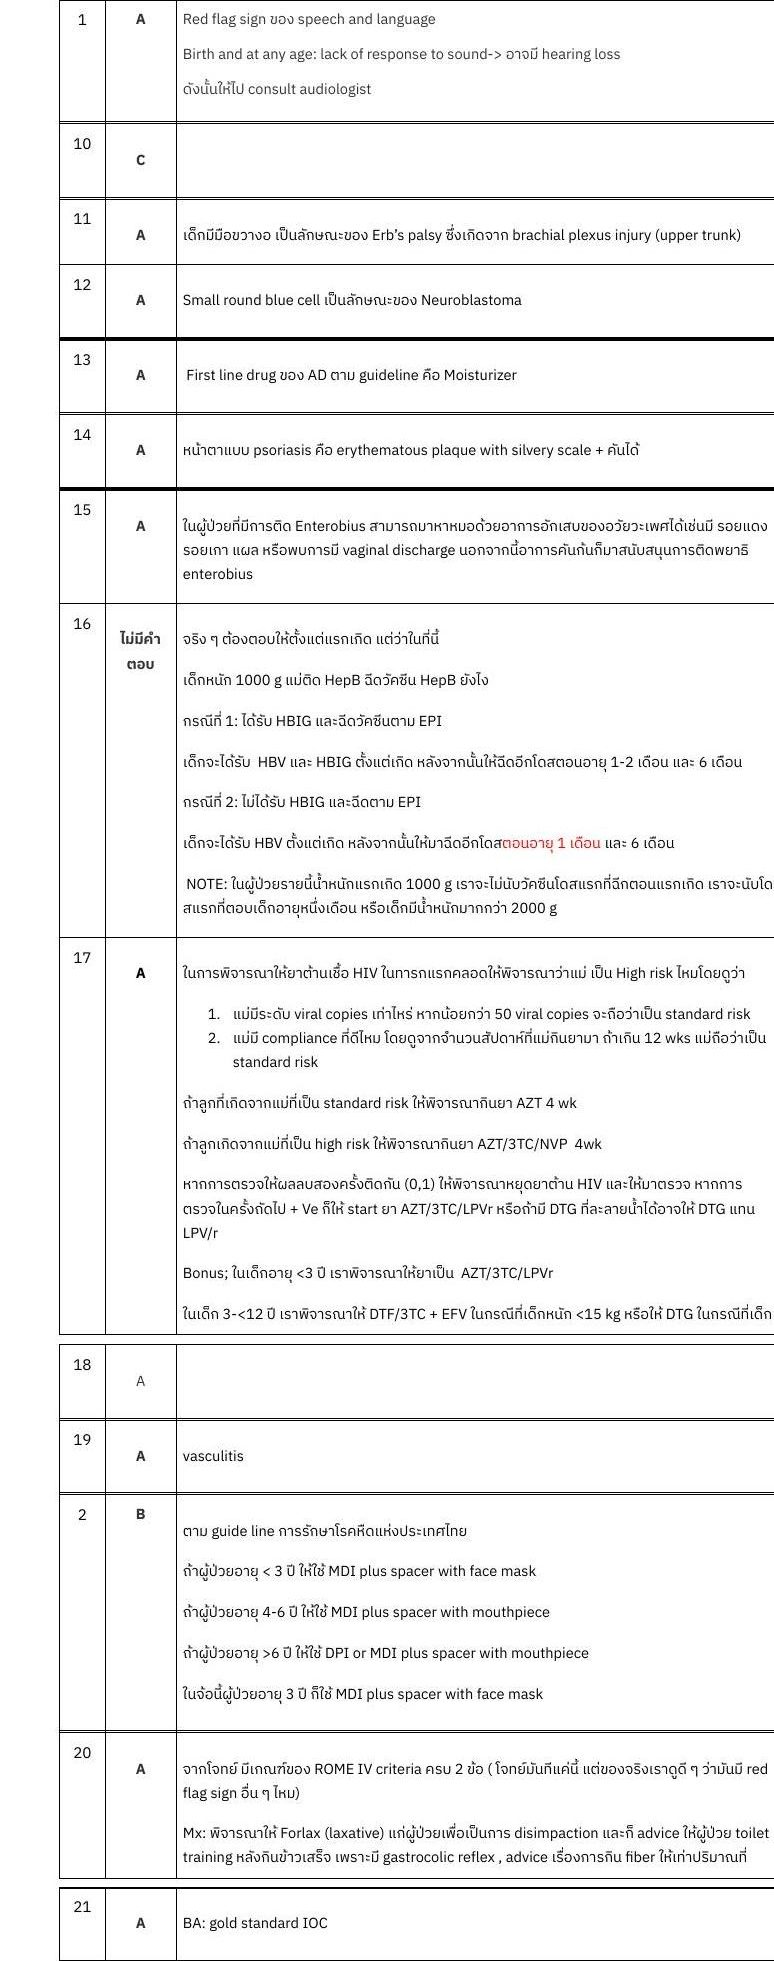 1
A
Red flag sign ของ speech and language
Birth and at any age: lack of response to sound-> อาจมี hearing loss
ดังนั้นให้ไป consult audiologist
10
C
11
A
เด็กมีมือขวางอ เป็นลักษณะของ Erb's palsy ซึ่งเกิดจาก brachial plexus injury (upper trunk)
12
A
Small round blue cell เป็นลักษณะของ Neuroblastoma
13
A
First line drug ของ AD ตาม guideline คือ Moisturizer
14
A
หน้าตาแบบ psoriasis คือ erythematous plaque with silvery scale + คันได้
15
A
ในผู้ป่วยที่มีการติด Enterobius สามารถมาหาหมอด้วยอาการอักเสบของอวัยวะเพศได้เช่นมี รอยแดง
รอยเกา แผล หรือพบการมี vaginal discharge นอกจากนี้อาการคันก้นก็มาสนับสนุนการติดพยาธิ
enterobius
16
ไม่มีคำ
ตอบ
จริง ๆ ต้องตอบให้ตั้งแต่แรกเกิด แต่ว่าในที่นี้
เด็กหนัก 1000 g แม่ติด HepB ฉีดวัคซีน HepB ยังไง
กรณีที่ 1: ได้รับ HBIG และฉีดวัคซีนตาม EPI
เด็กจะได้รับ HBV และ HBIG ตั้งแต่เกิด หลังจากนั้นให้ฉีดอีกโดสตอนอายุ 1-2 เดือน และ 6 เดือน
กรณีที่ 2: ไม่ได้รับ HBIG และฉีดตาม EPI
เด็กจะได้รับ HBV ตั้งแต่เกิด หลังจากนั้นให้มาฉีดอีกโดสตอนอายุ 1 เดือน และ 6 เดือน
NOTE: ในผู้ป่วยรายนี้น้ำหนักแรกเกิด 1000 g เราจะไม่นับวัคซีนโดสแรกที่ฉีกตอนแรกเกิด เราจะนับโด
สแรกที่ตอบเด็กอายุหนึ่งเดือน หรือเด็กมีน้ำหนักมากกว่า 2000 g
17
A
ในการพิจารณาให้ยาต้านเชื้อ HIV ในทารกแรกคลอดให้พิจารณาว่าแม่ เป็น High risk ไหมโดยดูว่า
1. แม่มีระดับ viral copies เท่าไหร่ หากน้อยกว่า 50 viral copies จะถือว่าเป็น standard risk
2. แม่มี compliance ที่ดีไหม โดยดูจากจำนวนสัปดาห์ที่แม่กินยามา ถ้าเกิน 12 wks แม่ถือว่าเป็น
standard risk
ถ้าลูกที่เกิดจากแม่ที่เป็น standard risk ให้พิจารณากินยา AZT 4 wk
ถ้าลูกเกิดจากแม่ที่เป็น high risk ให้พิจารณากินยา AZT/3TC/NVP 4wk
หากการตรวจให้ผลลบสองครั้งติดกัน (0,1) ให้พิจารณาหยุดยาต้าน HIV และให้มาตรวจ หากการ
ตรวจในครั้งถัดไป + Ve ก็ให้ start ยา AZT/3TC/LPVr หรือถ้ามี DTG ที่ละลายน้ำได้อาจให้ DTG แทน
LPV/r
Bonus; ในเด็กอายุ <3 ปี เราพิจารณาให้ยาเป็น AZT/3TC/LPVr
ในเด็ก 3-<12 ปี เราพิจารณาให้ DTF/3TC + EFV ในกรณีที่เด็กหนัก <15 kg หรือให้ DTG ในกรณีที่เด็ก
18
A
19
A
vasculitis
2
B
ตาม guide line การรักษาโรคหืดแห่งประเทศไทย
ถ้าผู้ป่วยอายุ < 3 ปี ให้ใช้ MDI plus spacer with face mask
ถ้าผู้ป่วยอายุ 4-6 ปี ให้ใช้ MDI plus spacer with mouthpiece
ถ้าผู้ป่วยอายุ >6 ปี ให้ใช้ DPI or MDI plus spacer with mouthpiece
ในจ้อนี้ผู้ป่วยอายุ 3 ปี ก็ใช้ MDI plus spacer with face mask
20
A
จากโจทย์ มีเกณฑ์ของ ROME IV criteria ครบ 2 ข้อ ( โจทย์มันทีแค่นี้ แต่ของจริงเราดูดี ๆ ว่ามันมี red
flag sign อื่น ๆ ไหม)
Mx: พิจารณาให้ Forlax (laxative) แก่ผู้ป่วยเพื่อเป็นการ disimpaction และก็ advice ให้ผู้ป่วย toilet
training หลังกินข้าวเสร็จ เพราะมี gastrocolic reflex , advice เรื่องการกิน fiber ให้เท่าปริมาณที่
21
A
BA: gold standard IOC